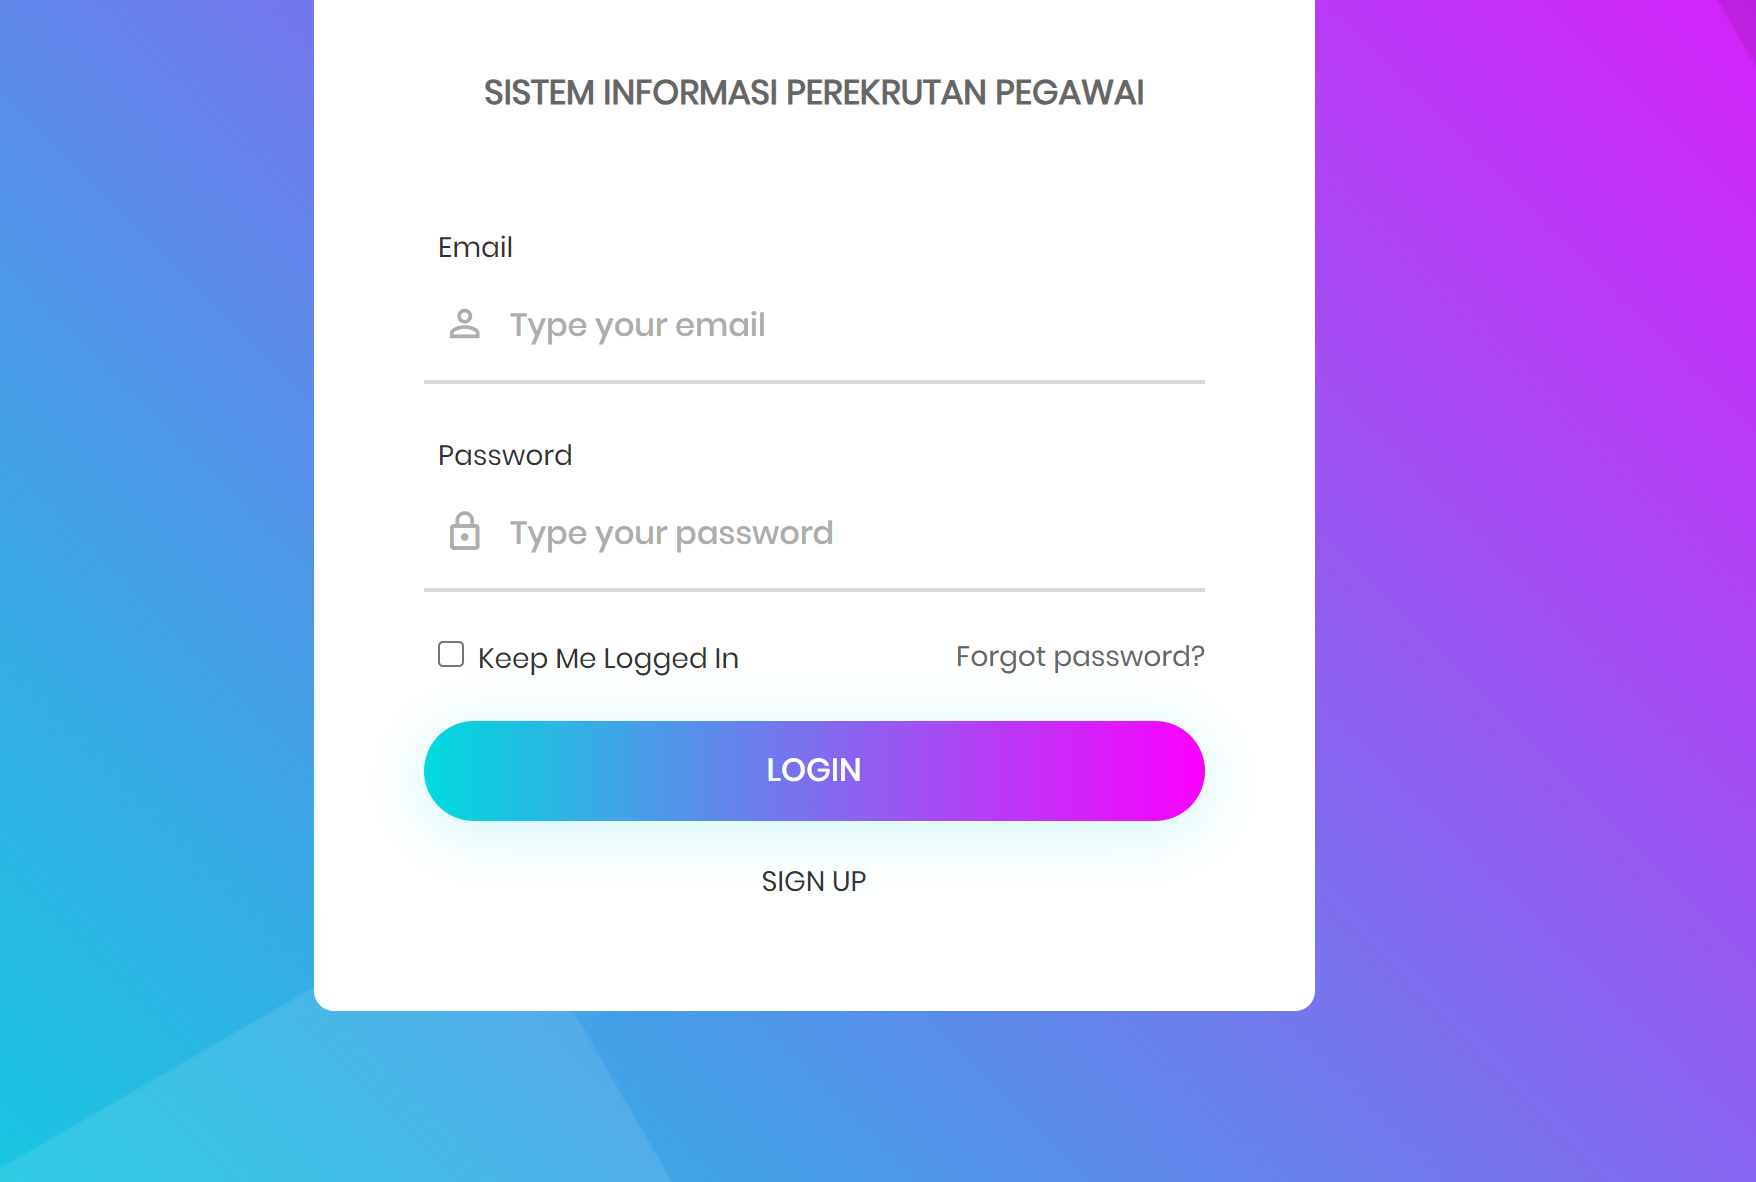 SISTEM INFORMASI PEREKRUTAN PEGAWAI
Email
Type your email
Password
Type your password
Keep Me Logged In
Forgot password?
LOGIN
SIGN UP